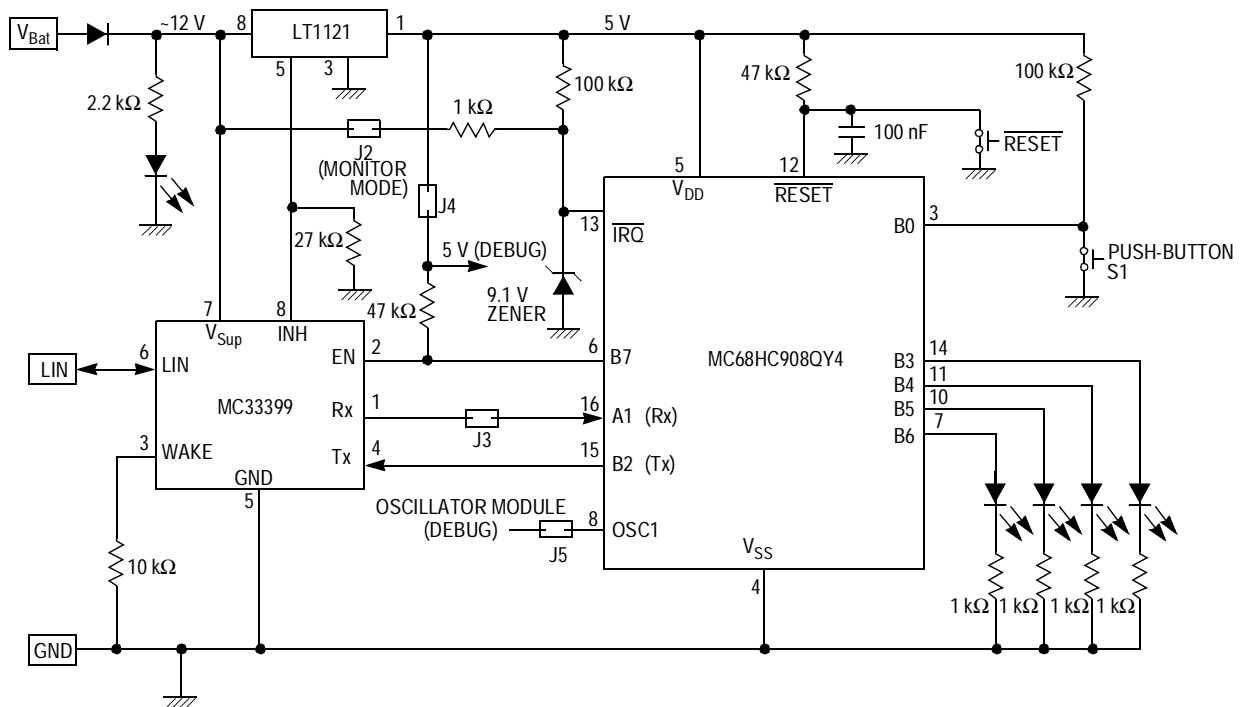 VBat
~12 V
8
LT1121
1
5 V
5
3
2.2 kΩ
100 kΩ
47 kΩ
100 kΩ
1 kΩ
J2
(MONITOR
MODE)
100 nF
RESET
J4
5
VDD
12
RESET
13
IRQ
B0
3
27 kΩ
5 V (DEBUG)
PUSH-BUTTON
S1
9.1 V
ZENER
47 kΩ
7
VSup
8
INH
6
LIN
LIN
EN
2
6
B7
MC68HC908QY4
B3
14
B4
11
B5
10
B6
7
MC33399
Rx
1
J3
16
A1 (Rx)
3
WAKE
Tx
4
15
B2 (Tx)
GND
5
OSCILLATOR MODULE
(DEBUG)
J5
8
OSC1
VSS
4
10 kΩ
1 kΩ
1 kΩ
1 kΩ
1 kΩ
GND